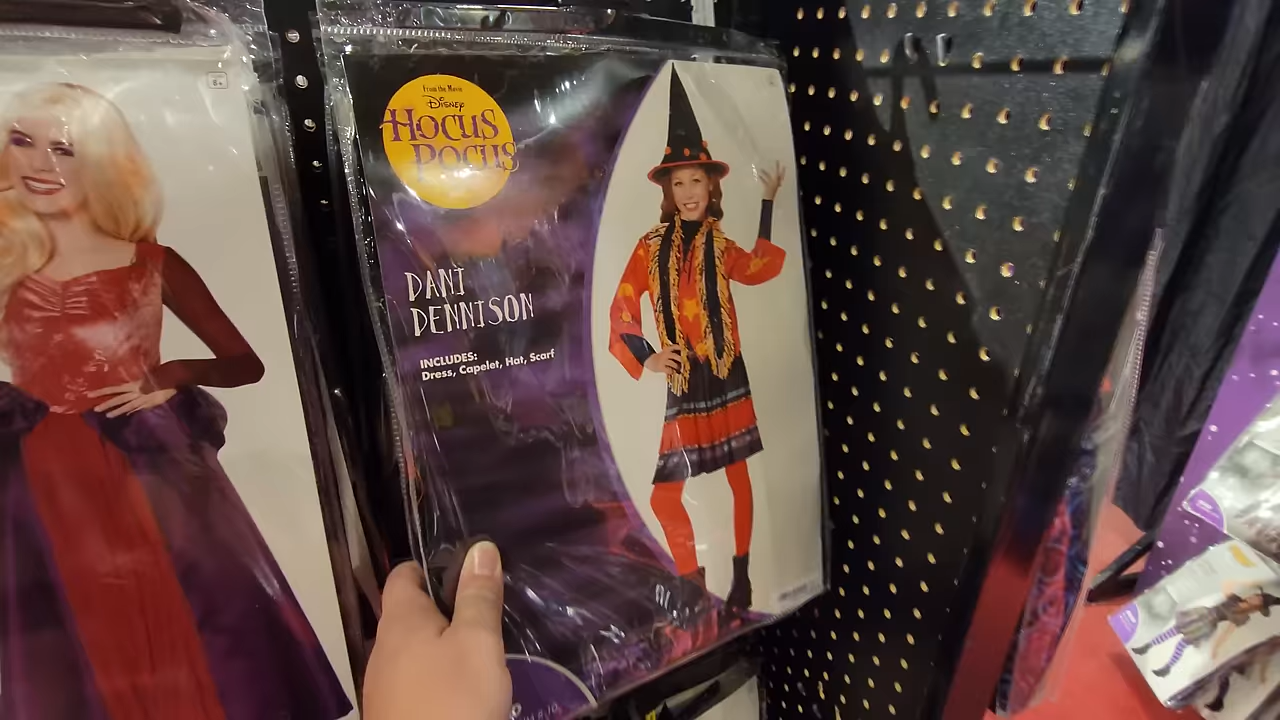 From the Movie
Disney
Hocus
Pocus
DANI
DENNISON
INCLUDES:
Dress, Capelet, Hat, Scarf